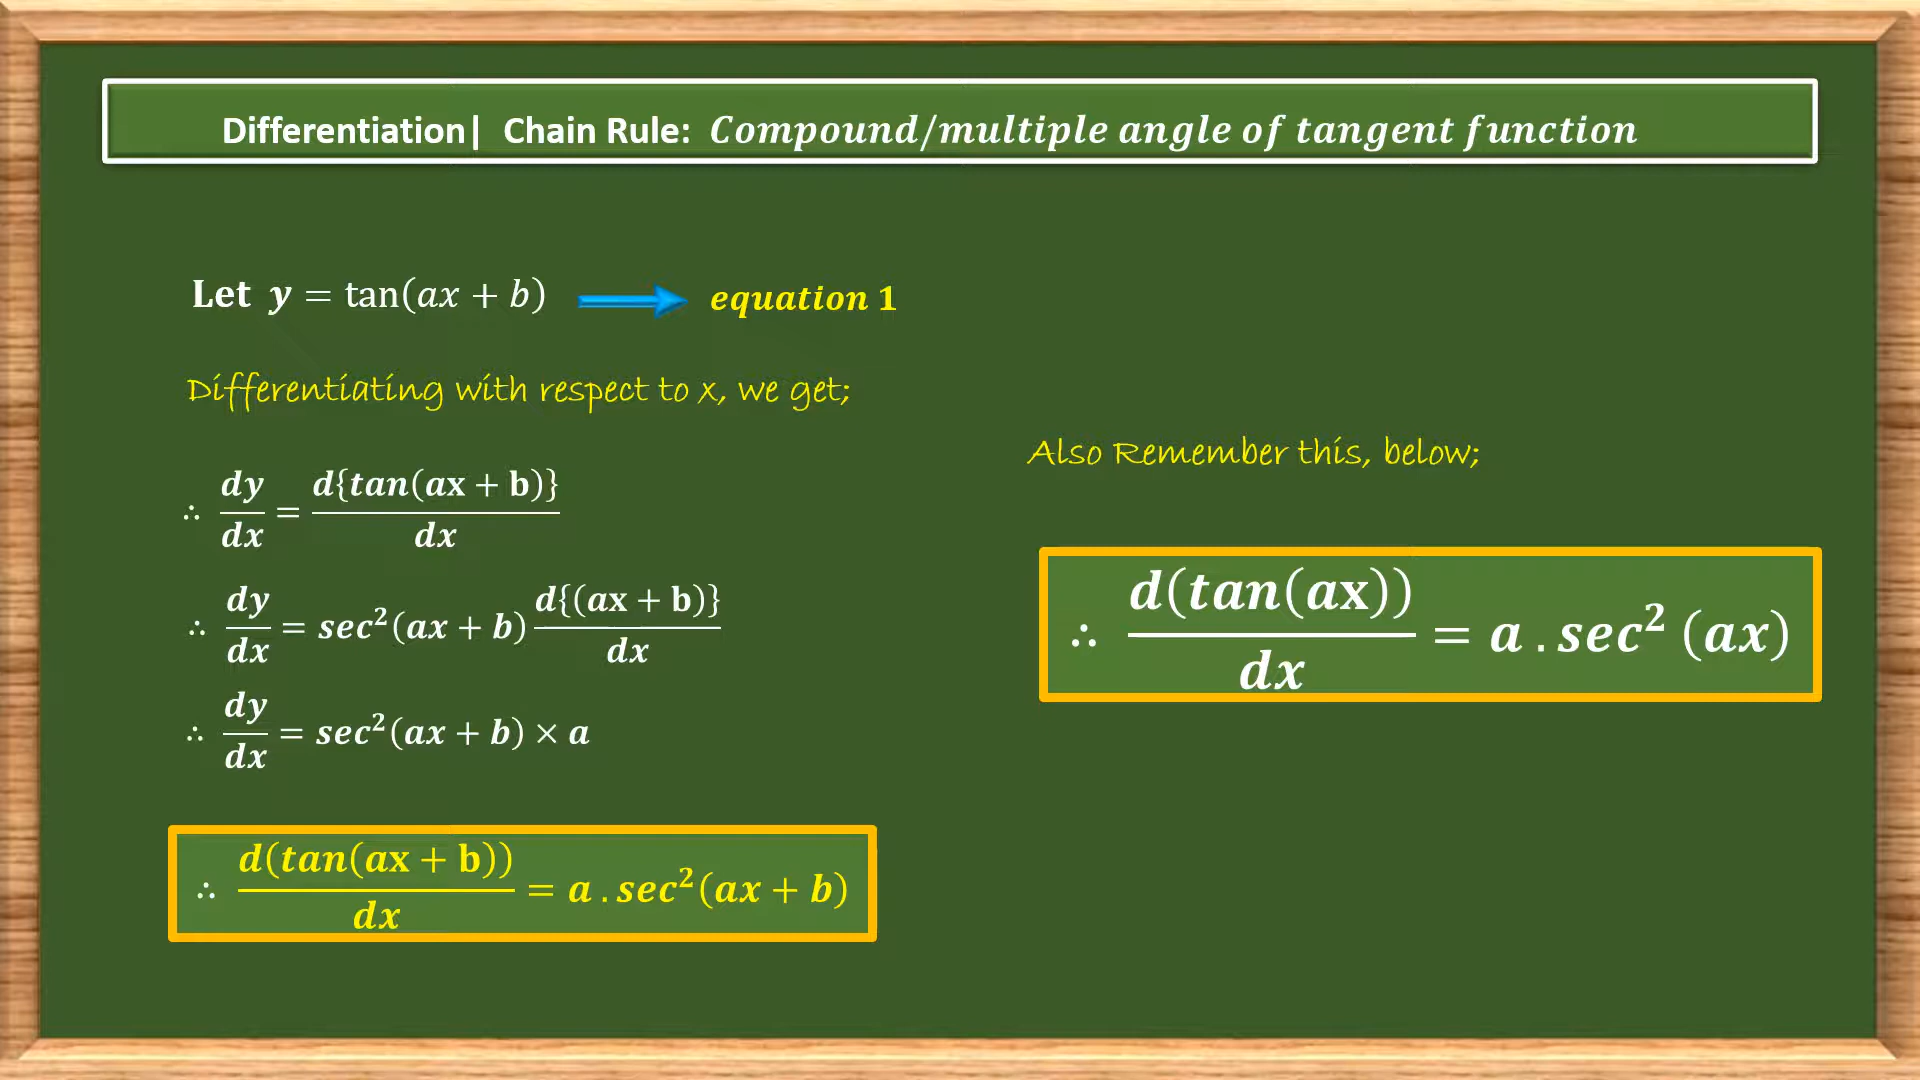 Differentiation| Chain Rule: Compound/multiple angle of tangent function
Let y = tan(ax + b) equation 1
Differentiating with respect to x, we get;
∴ dy/dx = d{tan(ax + b)}/dx
∴ dy/dx = sec²(ax + b) d{(ax + b)}/dx
∴ dy/dx = sec²(ax + b) × a
∴ d(tan(ax + b))/dx = a . sec²(ax + b)
Also Remember this, below;
∴ d(tan(ax))/dx = a . sec² (ax)